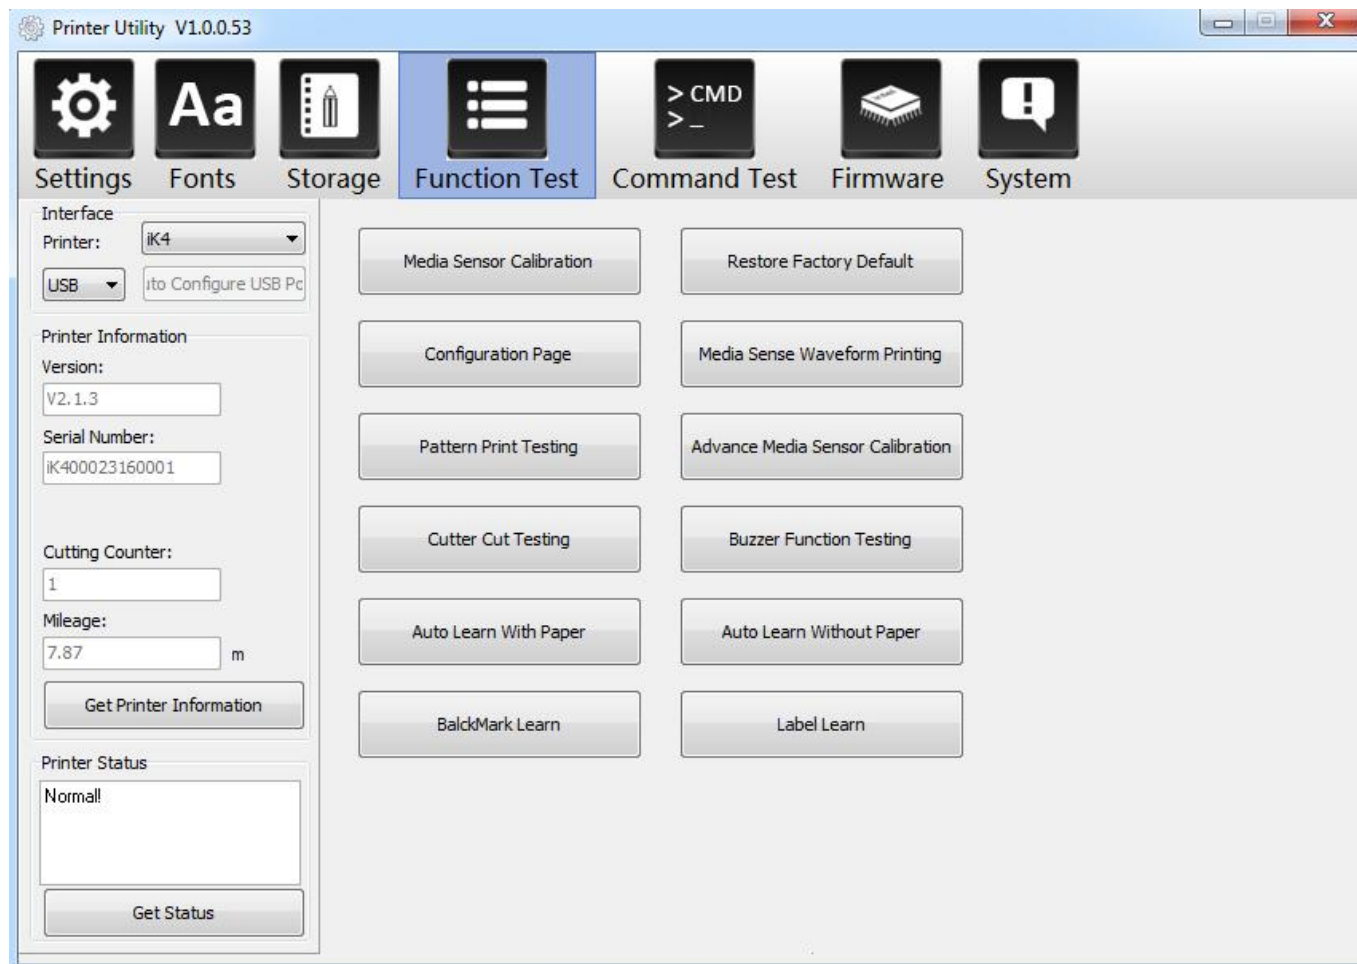 Printer Utility V1.0.0.53
Aa
> CMD
> _
Settings Fonts Storage Function Test Command Test Firmware System
Interface
Printer: iK4
USB
ito Configure USB Pc
Printer Information
Version:
V2.1.3
Serial Number:
iK400023160001
Cutting Counter:
1
Mileage:
7.87 m
Get Printer Information
Printer Status
Normal!
Get Status
Media Sensor Calibration Restore Factory Default
Configuration Page Media Sense Waveform Printing
Pattern Print Testing Advance Media Sensor Calibration
Cutter Cut Testing Buzzer Function Testing
Auto Learn With Paper Auto Learn Without Paper
BalckMark Learn Label Learn